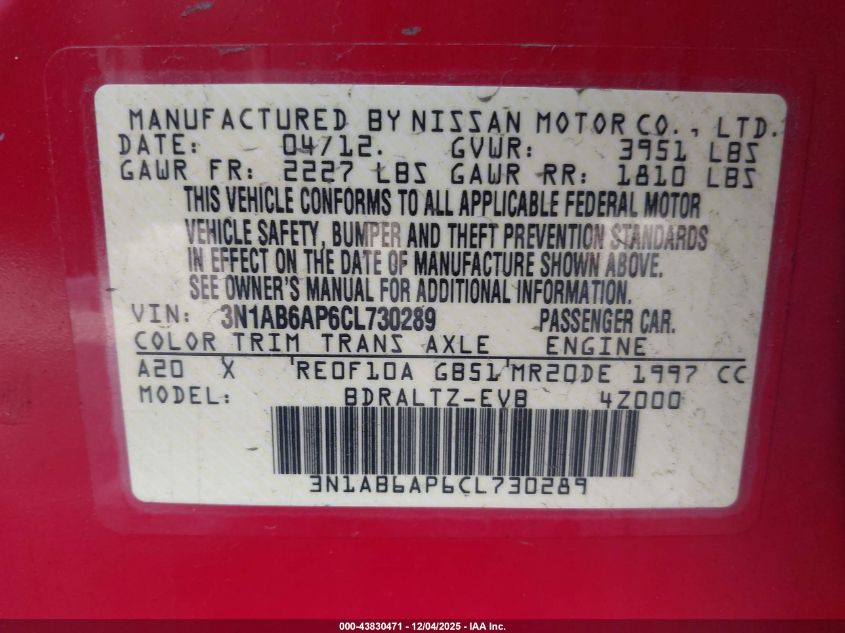 MANUFACTURED BY NISSAN MOTOR CO., LTD.
DATE: 04/12. GVWR: 3951 LBS
GAWR FR: 2227 LBS GAWR RR: 1810 LBS
THIS VEHICLE CONFORMS TO ALL APPLICABLE FEDERAL MOTOR
VEHICLE SAFETY, BUMPER AND THEFT PREVENTION STANDARDS
IN EFFECT ON THE DATE OF MANUFACTURE SHOWN ABOVE.
SEE OWNER'S MANUAL FOR ADDITIONAL INFORMATION
VIN: 3N1AB6AP6CL730289 PASSENGER CAR.
COLOR TRIM TRANS AXLE ENGINE
A20 X RE0F10A GB51 MR20DE 1997 CC
MODEL: BDRALTZ-EVB 4Z000
3N1AB6AP6CL730289
000-43830471 - 12/04/2025 - IAA Inc.